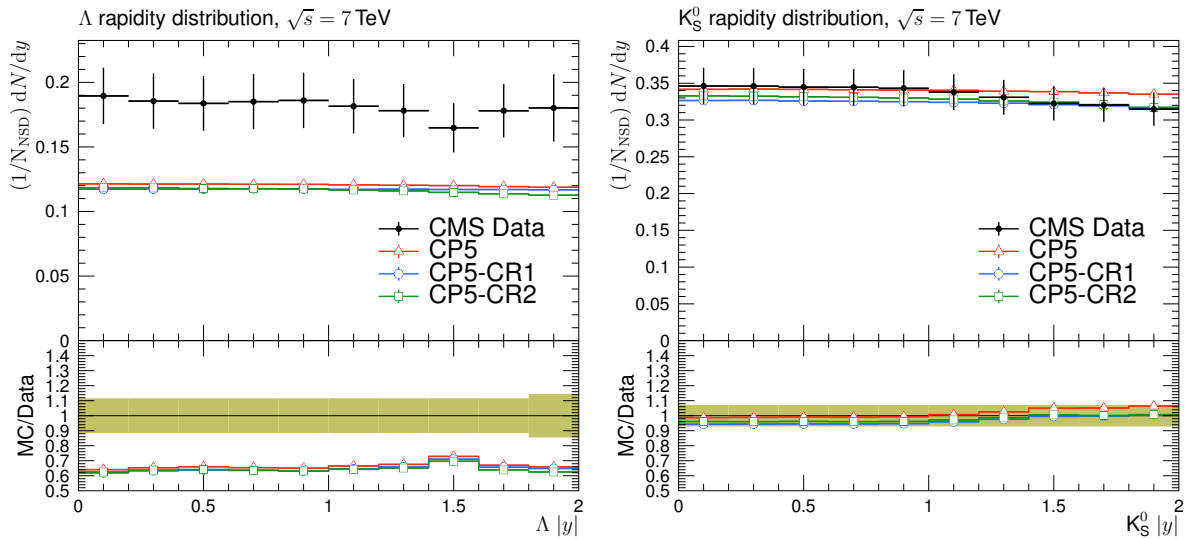 Λ rapidity distribution, √s = 7 TeV
(1/N_NSD) dN/dy
0.2
0.15
0.1
0.05
0
CMS Data
CP5
CP5-CR1
CP5-CR2
MC/Data
1.4
1.3
1.2
1.1
1
0.9
0.8
0.7
0.6
0.5
0 0.5 1 1.5 2
Λ |y|
K_S^0 rapidity distribution, √s = 7 TeV
(1/N_NSD) dN/dy
0.4
0.35
0.3
0.25
0.2
0.15
0.1
0.05
0
CMS Data
CP5
CP5-CR1
CP5-CR2
MC/Data
1.4
1.3
1.2
1.1
1
0.9
0.8
0.7
0.6
0.5
0 0.5 1 1.5 2
K_S^0 |y|